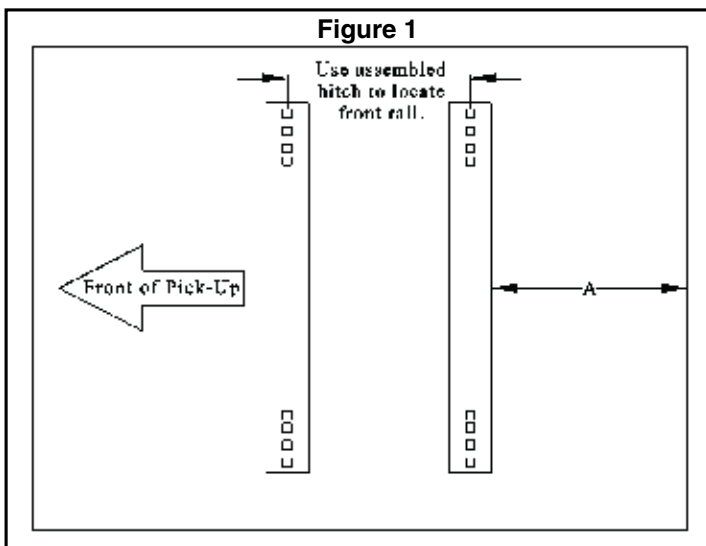 Figure 1
Use assembled
hitch to locate
front rail.
Front of Pick-Up
A